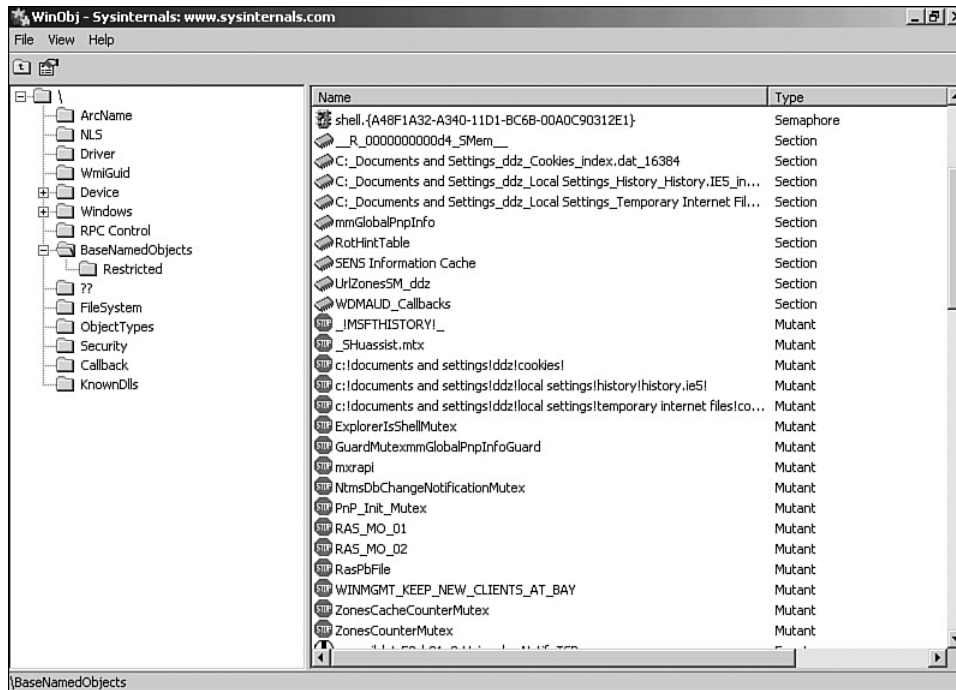 WinObj - Sysinternals: www.sysinternals.com
File View Help
\
ArcName
NLS
Driver
WmiGuid
Device
Windows
RPC Control
BaseNamedObjects
Restricted
??
FileSystem
ObjectTypes
Security
Callback
KnownDlls
Name Type
shell.{A48F1A32-A340-11D1-BC6B-00A0C90312E1} Semaphore
__R_0000000000d4_SMem__ Section
C:_Documents and Settings_ddz_Cookies_index.dat_16384 Section
C:_Documents and Settings_ddz_Local Settings_History_History.IE5_in... Section
C:_Documents and Settings_ddz_Local Settings_Temporary Internet Fil... Section
mmGlobalPnpInfo Section
RotHintTable Section
SENS Information Cache Section
UrlZonesSM_ddz Section
WDMAUD_Callbacks Section
_!MSFTHISTORY!_ Mutant
_SHuassist.mtx Mutant
c:!documents and settings!ddz!cookies! Mutant
c:!documents and settings!ddz!local settings!history!history.ie5! Mutant
c:!documents and settings!ddz!local settings!temporary internet files!co... Mutant
ExplorerIsShellMutex Mutant
GuardMutexmmGlobalPnpInfoGuard Mutant
mxrapi Mutant
NtmsDbChangeNotificationMutex Mutant
PnP_Init_Mutex Mutant
RAS_MO_01 Mutant
RAS_MO_02 Mutant
RasPbFile Mutant
WINMGMT_KEEP_NEW_CLIENTS_AT_BAY Mutant
ZonesCacheCounterMutex Mutant
ZonesCounterMutex Mutant
\BaseNamedObjects